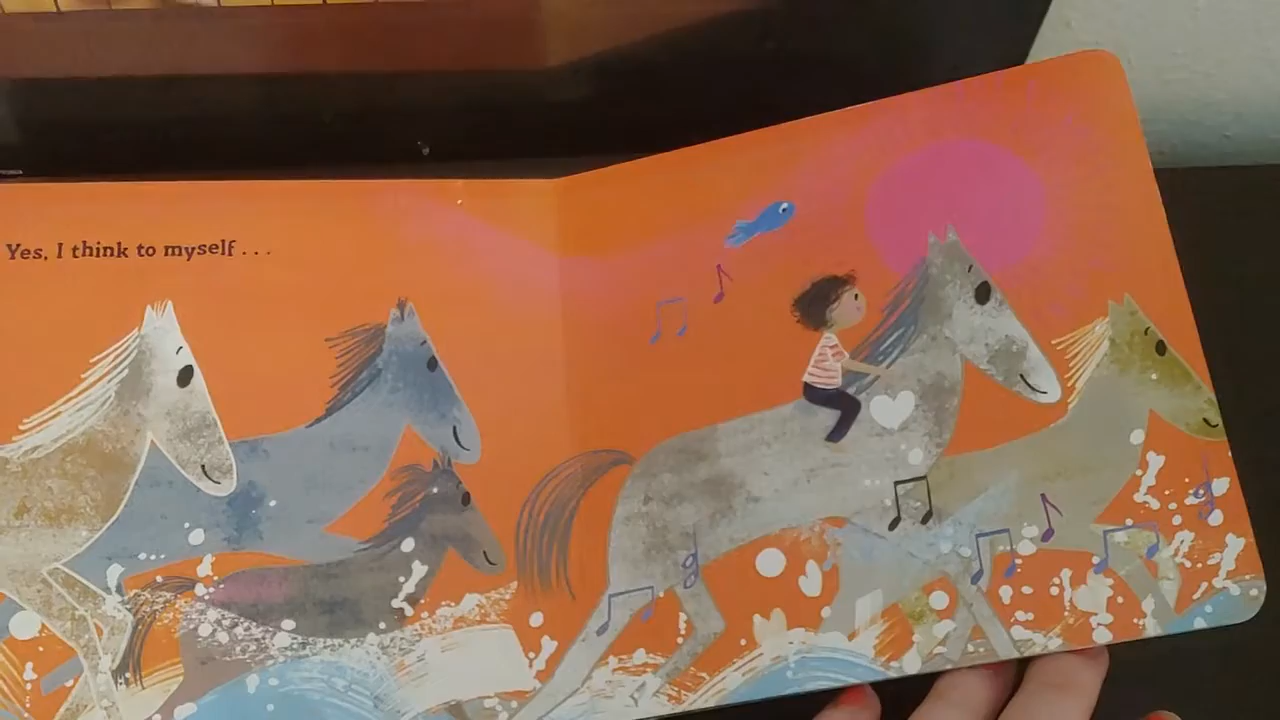 Yes, I think to myself . . .